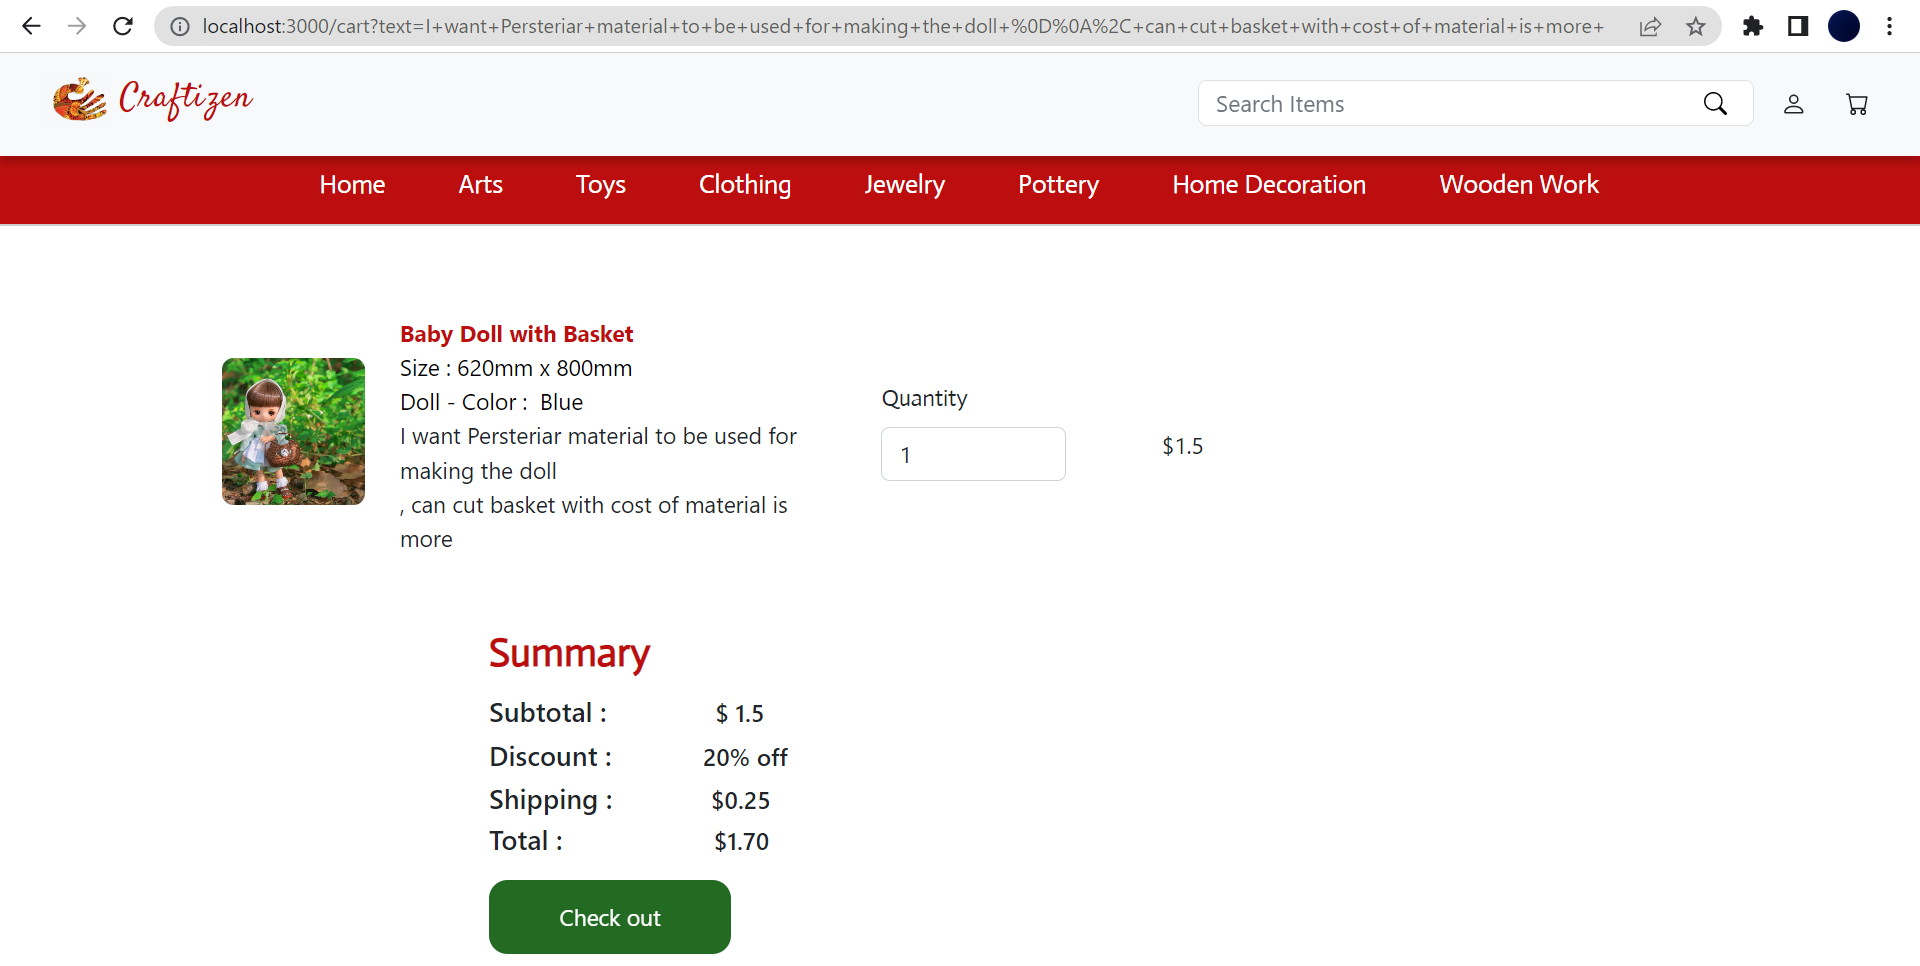 localhost:3000/cart?text=I+want+Persteriar+material+to+be+used+for+making+the+doll+%0D%0A%2C+can+cut+basket+with+cost+of+material+is+more+
Craftizen
Search Items
Home Arts Toys Clothing Jewelry Pottery Home Decoration Wooden Work
Baby Doll with Basket
Size : 620mm x 800mm
Doll - Color : Blue
I want Persteriar material to be used for
making the doll
, can cut basket with cost of material is
more
Quantity
1
$1.5
Summary
Subtotal : $ 1.5
Discount : 20% off
Shipping : $0.25
Total : $1.70
Check out